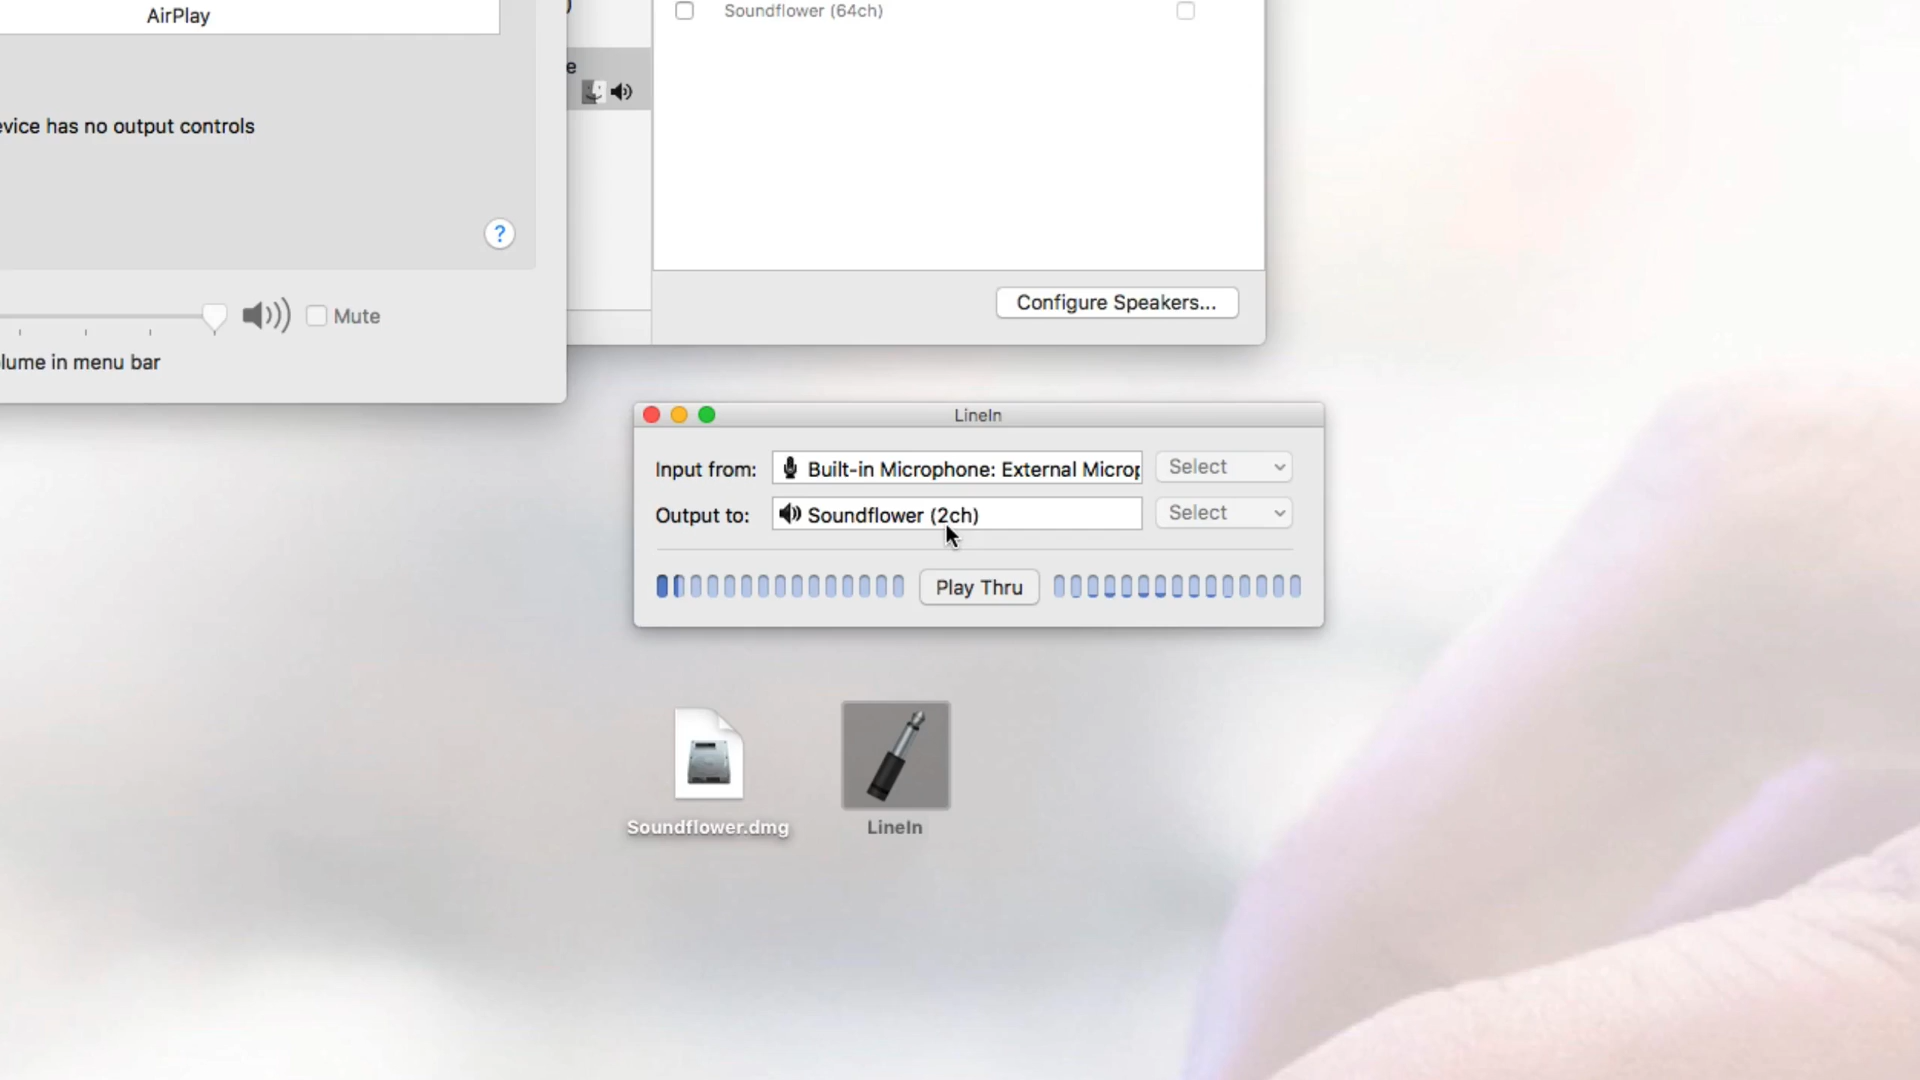 AirPlay
Soundflower (64ch)
e
evice has no output controls
?
Mute
lume in menu bar
Configure Speakers...
LineIn
Input from: Built-in Microphone: External Microp
Select
Output to: Soundflower (2ch)
Select
Play Thru
Soundflower.dmg
LineIn